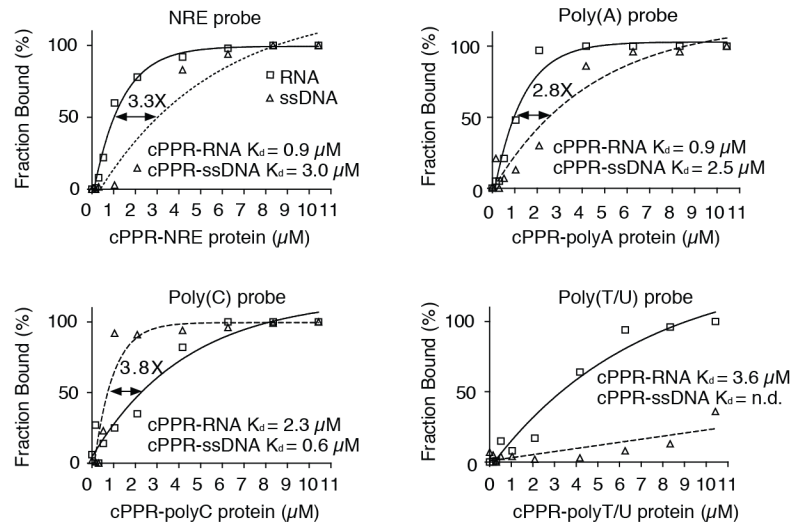 NRE probe
Fraction Bound (%)
100
50
0
RNA
ssDNA
3.3X
cPPR-RNA Kd = 0.9 µM
cPPR-ssDNA Kd = 3.0 µM
0 1 2 3 4 5 6 7 8 9 10 11
cPPR-NRE protein (µM)
Poly(A) probe
Fraction Bound (%)
100
50
0
2.8X
cPPR-RNA Kd = 0.9 µM
cPPR-ssDNA Kd = 2.5 µM
0 1 2 3 4 5 6 7 8 9 10 11
cPPR-polyA protein (µM)
Poly(C) probe
Fraction Bound (%)
100
50
0
3.8X
cPPR-RNA Kd = 2.3 µM
cPPR-ssDNA Kd = 0.6 µM
0 1 2 3 4 5 6 7 8 9 10 11
cPPR-polyC protein (µM)
Poly(T/U) probe
Fraction Bound (%)
100
50
0
cPPR-RNA Kd = 3.6 µM
cPPR-ssDNA Kd = n.d.
0 1 2 3 4 5 6 7 8 9 10 11
cPPR-polyT/U protein (µM)